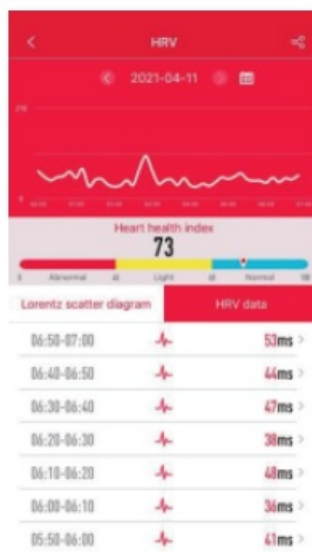 HRV
2021-04-11
Heart health index
73
Abnormal Light Normal
Lorentz scatter diagram HRV data
06:50-07:00 53ms
06:40-06:50 44ms
06:30-06:40 47ms
06:20-06:30 38ms
06:10-06:20 48ms
06:00-06:10 36ms
05:50-06:00 41ms